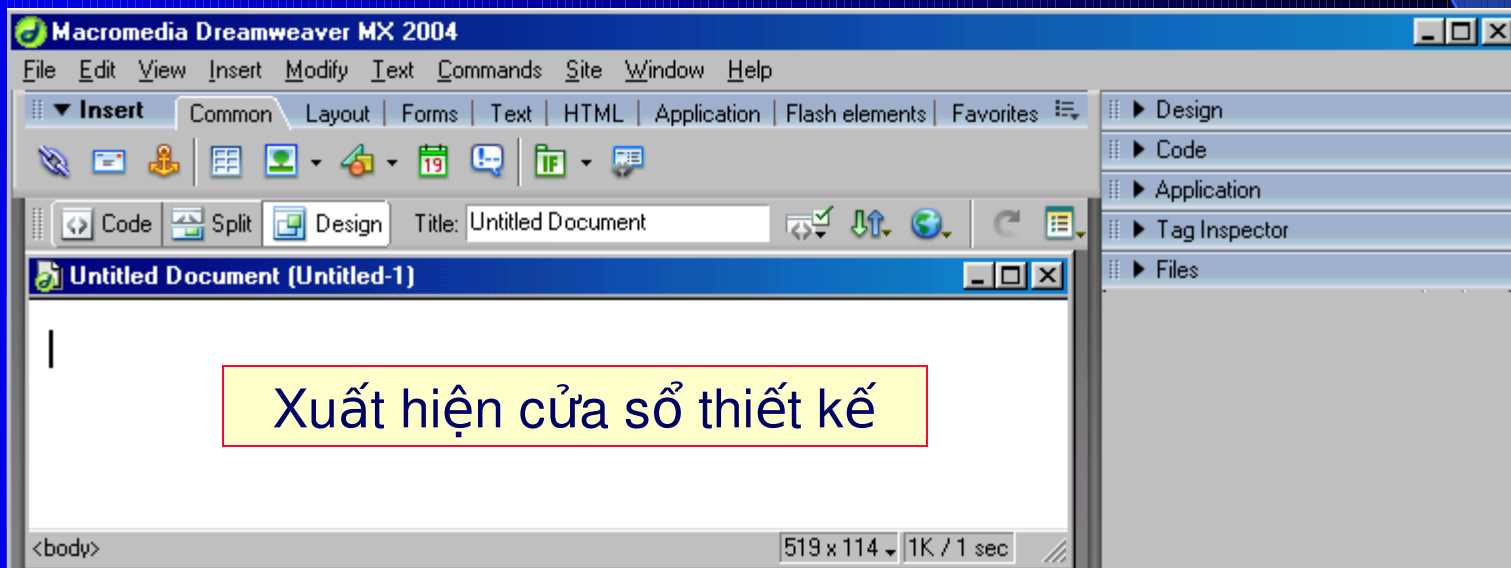 Macromedia Dreamweaver MX 2004
File Edit View Insert Modify Text Commands Site Window Help
Insert Common Layout | Forms | Text | HTML | Application | Flash elements | Favorites
Design
Code
Application
Tag Inspector
Files
19 IF
Code Split Design Title: Untitled Document
Untitled Document (Untitled-1)
Xuất hiện cửa sổ thiết kế
<body> 519 x 114 1K / 1 sec